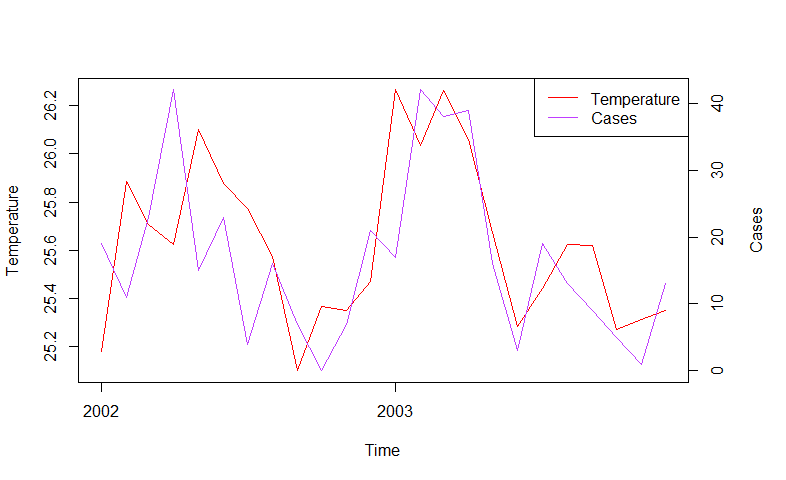 Temperature
Cases
26.2
26.0
25.8
25.6
25.4
25.2
Temperature
40
30
20
10
0
Cases
2002 2003
Time